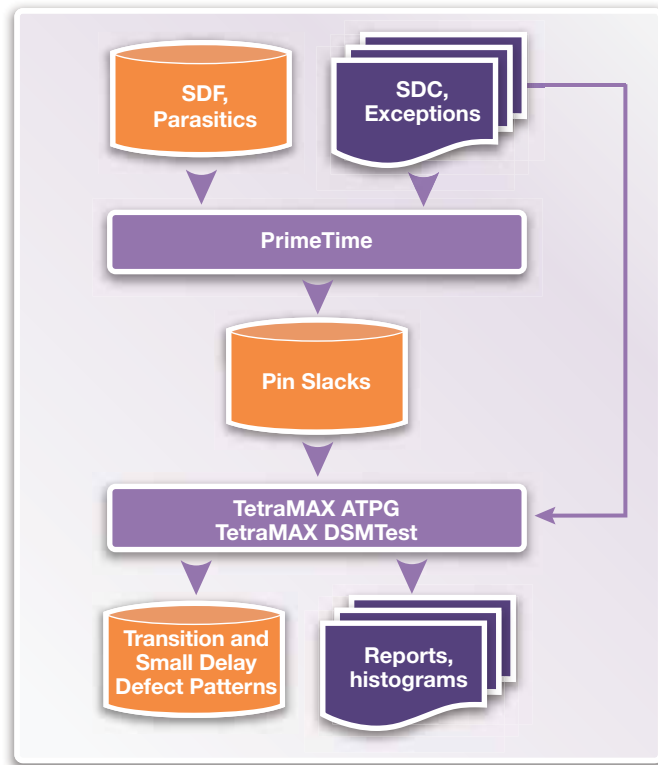 SDF,
Parasitics
SDC,
Exceptions
PrimeTime
Pin Slacks
TetraMAX ATPG
TetraMAX DSMTest
Transition and
Small Delay
Defect Patterns
Reports,
histograms